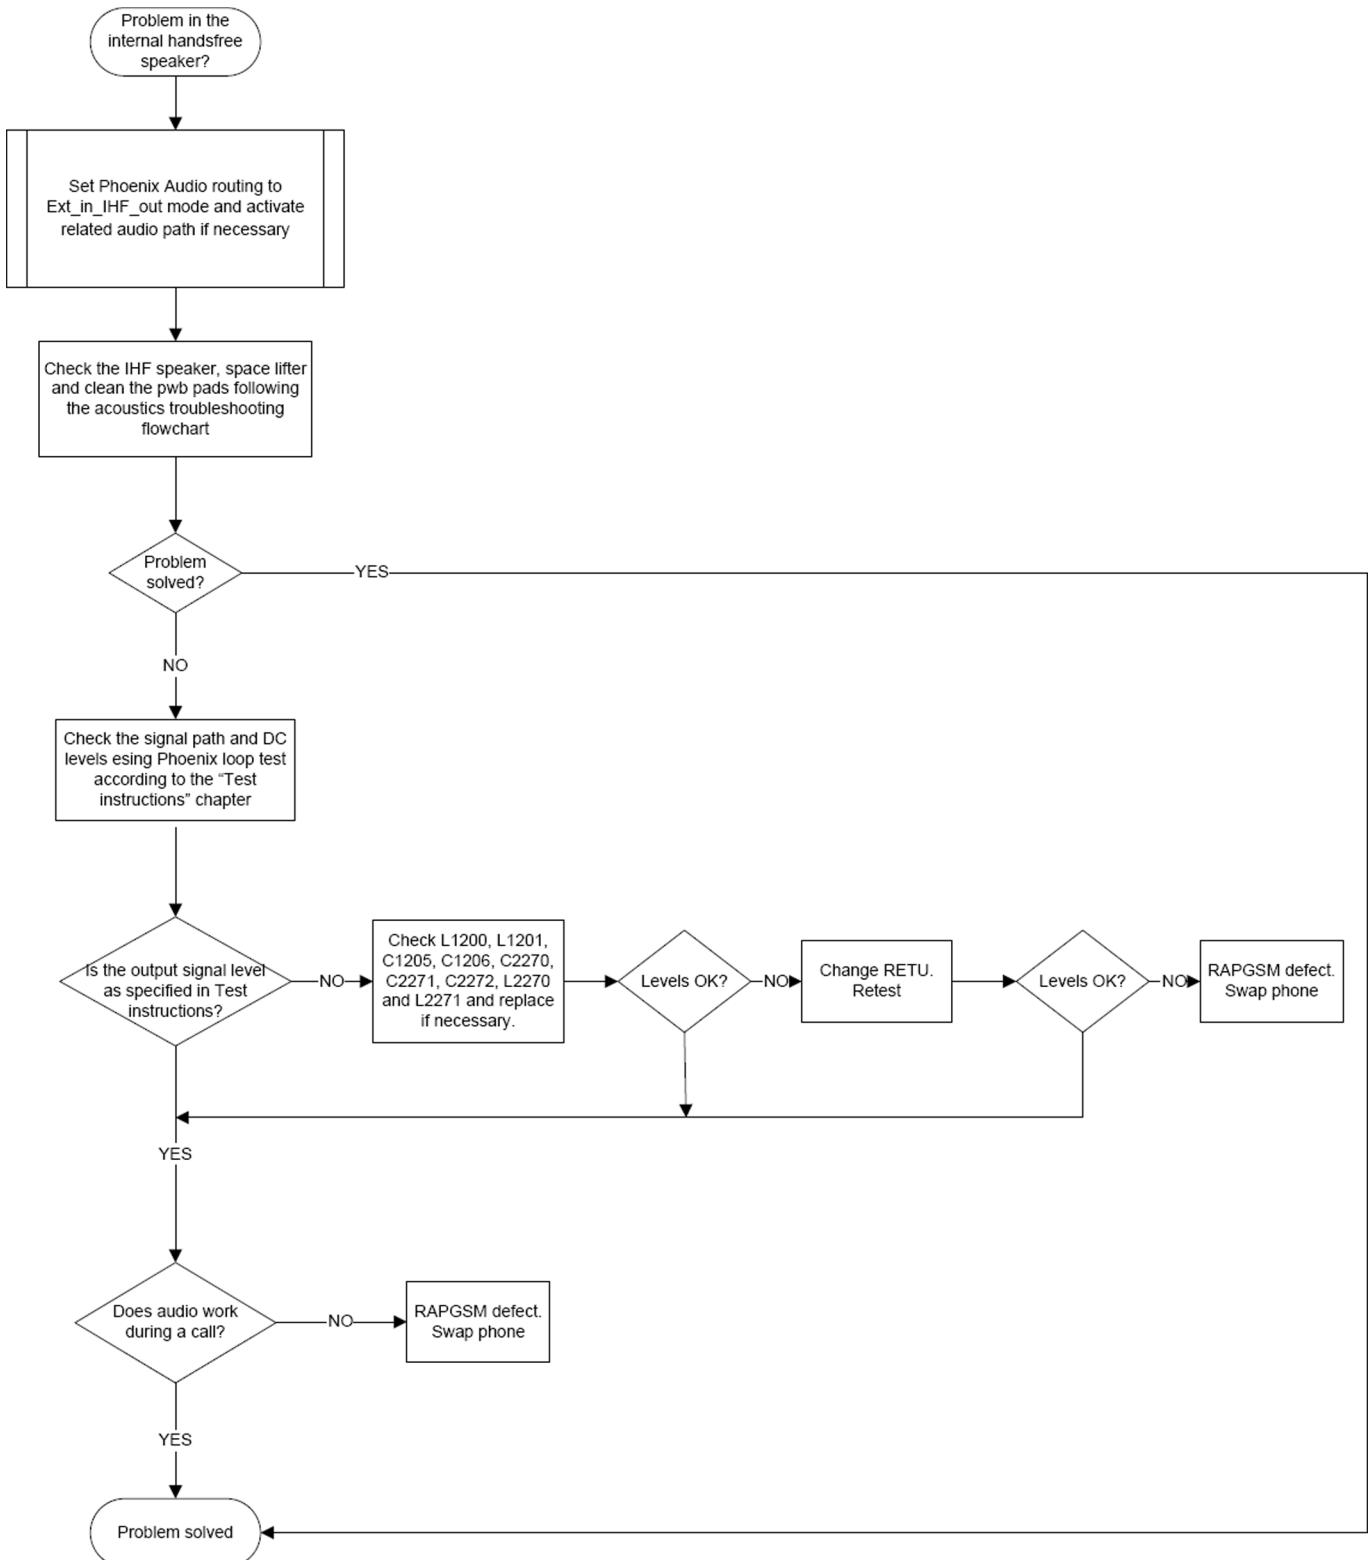 Problem in the
internal handsfree
speaker?
Set Phoenix Audio routing to
Ext_in_IHF_out mode and activate
related audio path if necessary
Check the IHF speaker, space lifter
and clean the pwb pads following
the acoustics troubleshooting
flowchart
Problem
solved?
YES
NO
Check the signal path and DC
levels esing Phoenix loop test
according to the “Test
instructions” chapter
Is the output signal level
as specified in Test
instructions?
NO
Check L1200, L1201,
C1205, C1206, C2270,
C2271, C2272, L2270
and L2271 and replace
if necessary.
Levels OK?
NO
Change RETU.
Retest
Levels OK?
NO
RAPGSM defect.
Swap phone
YES
Does audio work
during a call?
NO
RAPGSM defect.
Swap phone
YES
Problem solved